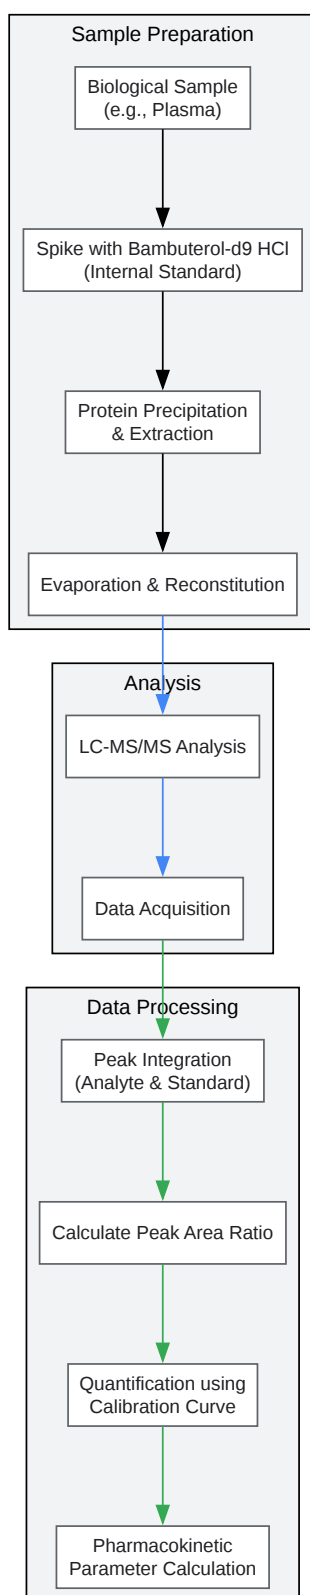 Sample Preparation
Biological Sample
(e.g., Plasma)
Spike with Bambuterol-d9 HCl
(Internal Standard)
Protein Precipitation
& Extraction
Evaporation & Reconstitution
Analysis
LC-MS/MS Analysis
Data Acquisition
Data Processing
Peak Integration
(Analyte & Standard)
Calculate Peak Area Ratio
Quantification using
Calibration Curve
Pharmacokinetic
Parameter Calculation